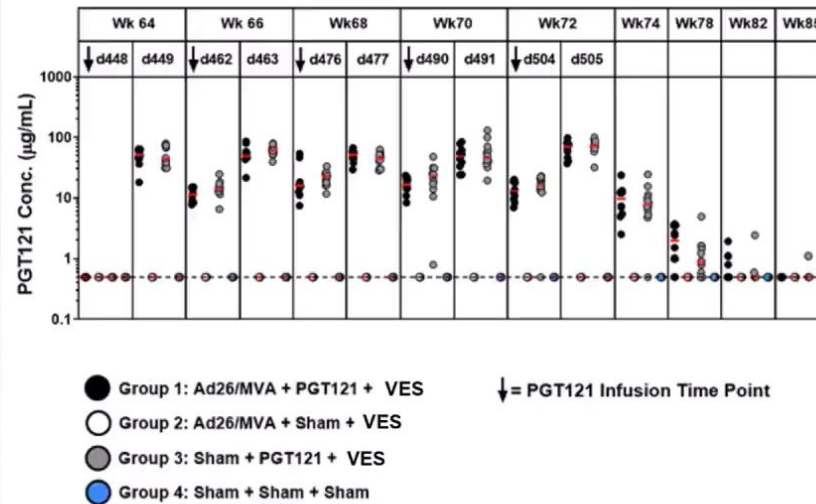 Wk 64 Wk 66 Wk68 Wk70 Wk72 Wk74 Wk78 Wk82
d448 d449 d462 d463 d476 d477 d490 d491 d504 d505
1000
100
10
1
0.1
PGT121 Conc. (µg/mL)
Group 1: Ad26/MVA + PGT121 + VES
= PGT121 Infusion Time Point
Group 2: Ad26/MVA + Sham + VES
Group 3: Sham + PGT121 + VES
Group 4: Sham + Sham + Sham